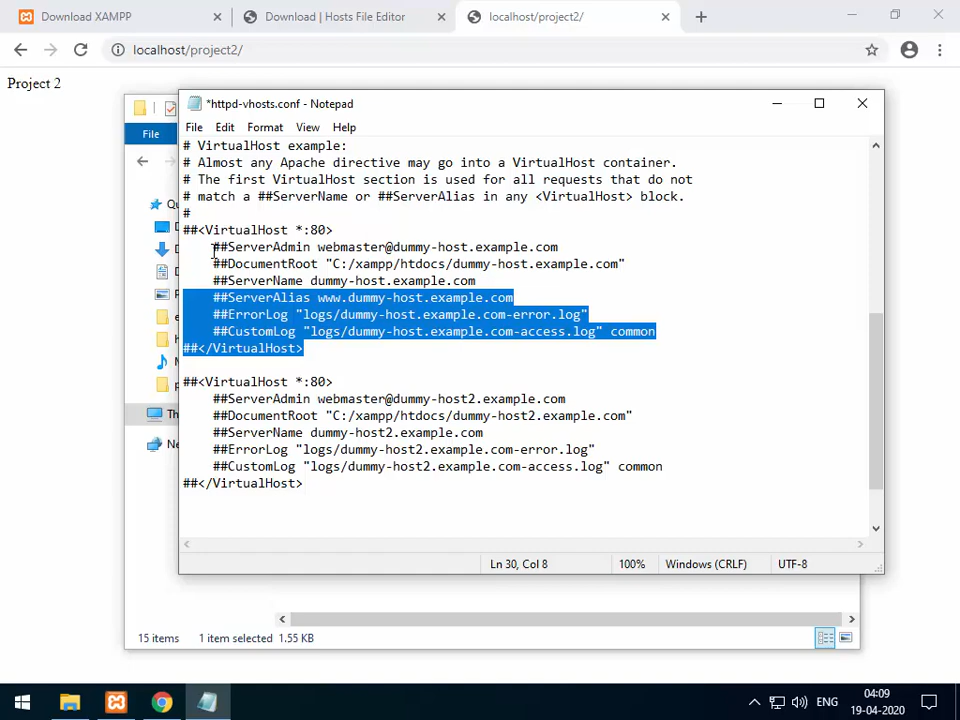 Download XAMPP
Download | Hosts File Editor
localhost/project2/
localhost/project2/
Project 2
*httpd-vhosts.conf - Notepad
File
File Edit Format View Help
# VirtualHost example:
# Almost any Apache directive may go into a VirtualHost container.
# The first VirtualHost section is used for all requests that do not
# match a ##ServerName or ##ServerAlias in any <VirtualHost> block.
#
##<VirtualHost *:80>
##ServerAdmin webmaster@dummy-host.example.com
##DocumentRoot "C:/xampp/htdocs/dummy-host.example.com"
##ServerName dummy-host.example.com
##ServerAlias www.dummy-host.example.com
##ErrorLog "logs/dummy-host.example.com-error.log"
##CustomLog "logs/dummy-host.example.com-access.log" common
##</VirtualHost>
##<VirtualHost *:80>
##ServerAdmin webmaster@dummy-host2.example.com
##DocumentRoot "C:/xampp/htdocs/dummy-host2.example.com"
##ServerName dummy-host2.example.com
##ErrorLog "logs/dummy-host2.example.com-error.log"
##CustomLog "logs/dummy-host2.example.com-access.log" common
##</VirtualHost>
Ln 30, Col 8
100%
Windows (CRLF)
UTF-8
15 items
1 item selected 1.55 KB
ENG
04:09
19-04-2020